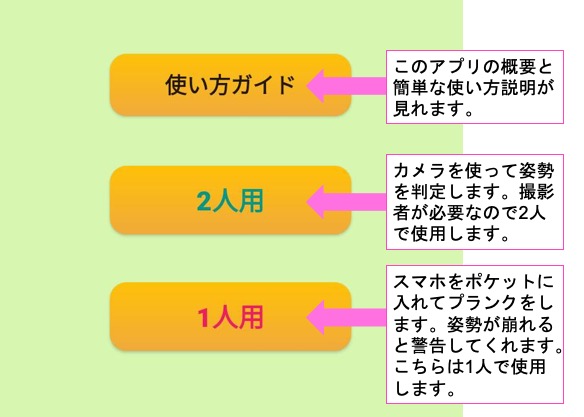 使い方ガイド
このアプリの概要と
簡単な使い方説明が
見れます。
2人用
カメラを使って姿勢
を判定します。撮影
者が必要なので2人
で使用します。
1人用
スマホをポケットに
入れてプランクをし
ます。姿勢が崩れる
と警告してくれます。
こちらは1人で使用
します。